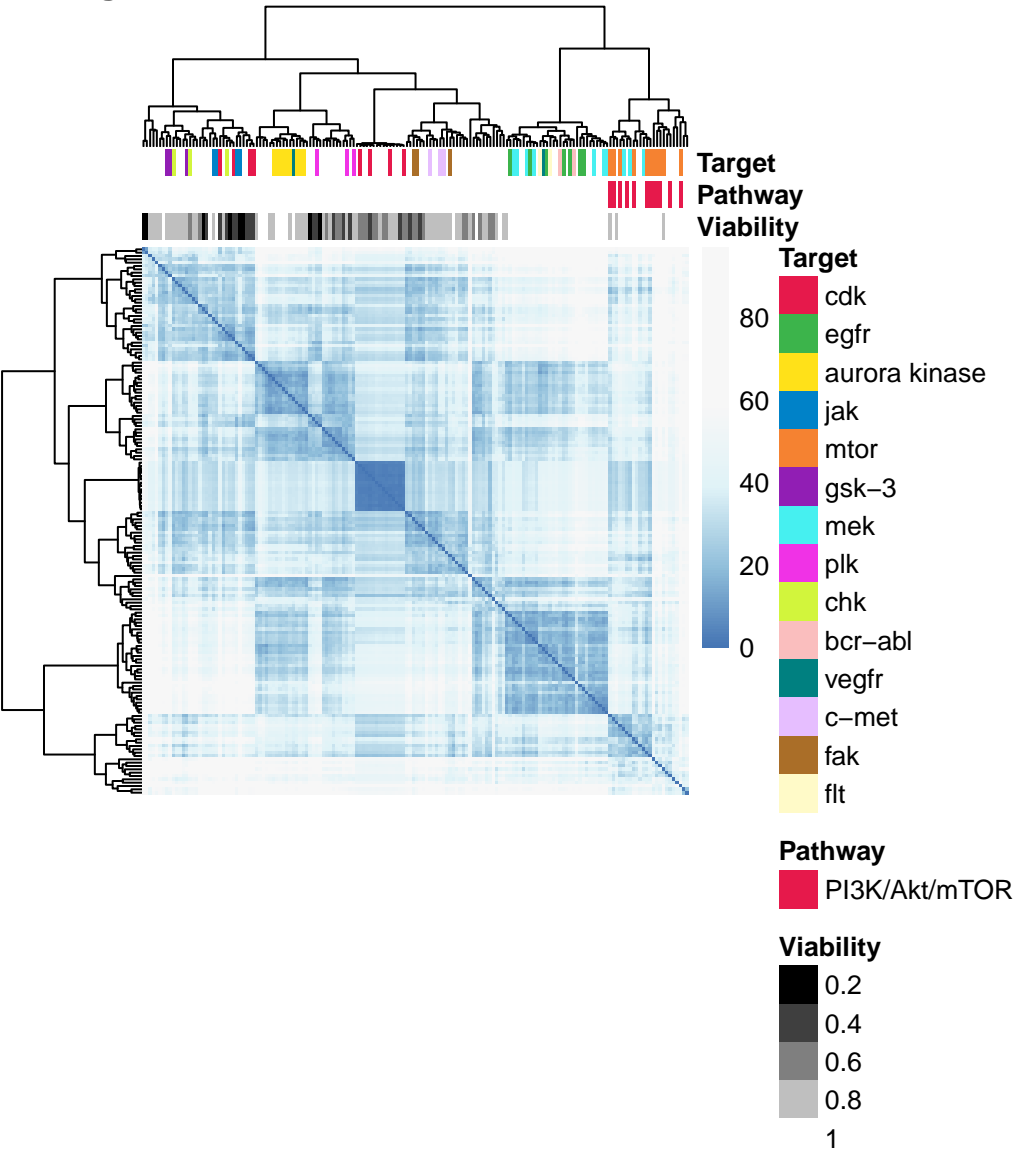 Target
Pathway
Viability
80
60
40
20
0
Target
cdk
egfr
aurora kinase
jak
mtor
gsk−3
mek
plk
chk
bcr−abl
vegfr
c−met
fak
flt
Pathway
PI3K/Akt/mTOR
Viability
0.2
0.4
0.6
0.8
1